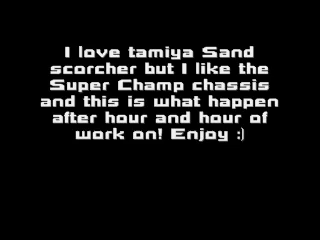 I love tamiya Sand
scorcher but I like the
Super Champ chassis
and this is what happen
after hour and hour of
work on! Enjoy :)